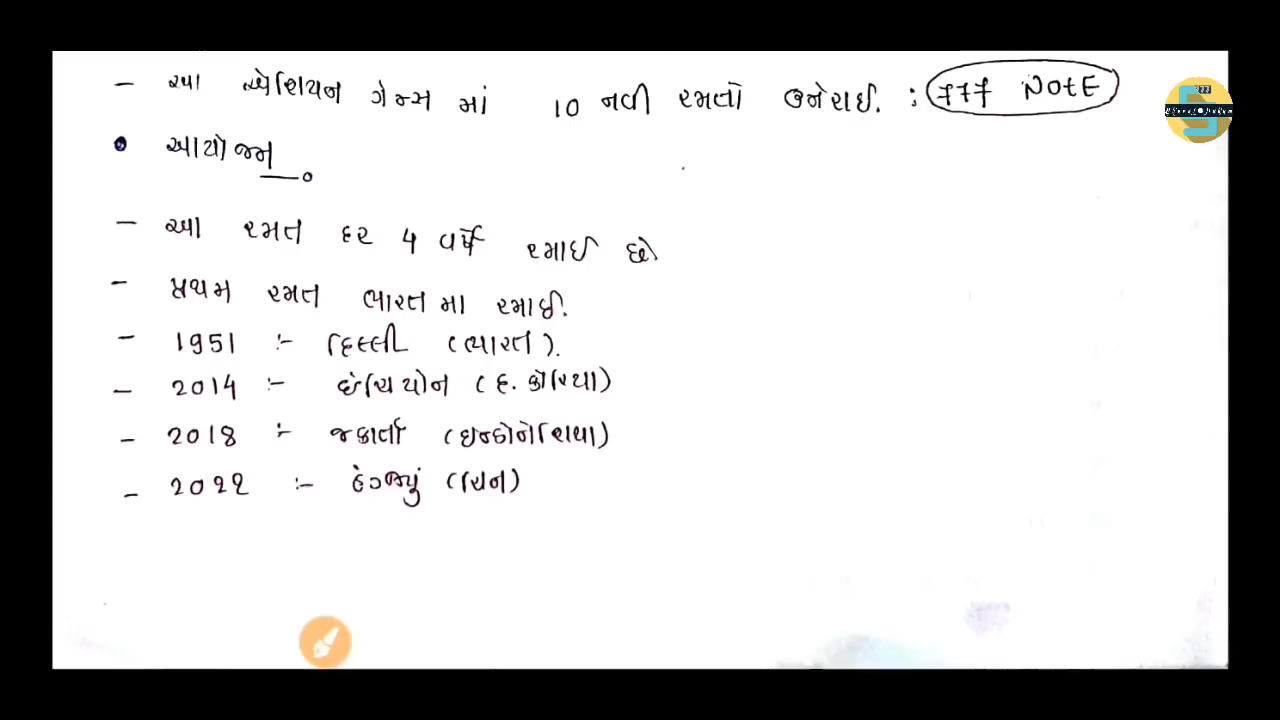 - આ એશિયન ગેમ્સ માં 10 નવી રમતો ઉમેરાઈ. : NOTE
• આયોજન
- આ રમત દર 4 વર્ષે રમાઈ છે
- પ્રથમ રમત ભારત મા રમાઈ.
- 1951 :- દિલ્લી (ભારત).
- 2014 :- ઇંચિયોન (દ. કોરિયા)
- 2018 :- જકાર્તા (ઇન્ડોનેશિયા)
- 2022 :- હેંગઝ્યું (ચિન)